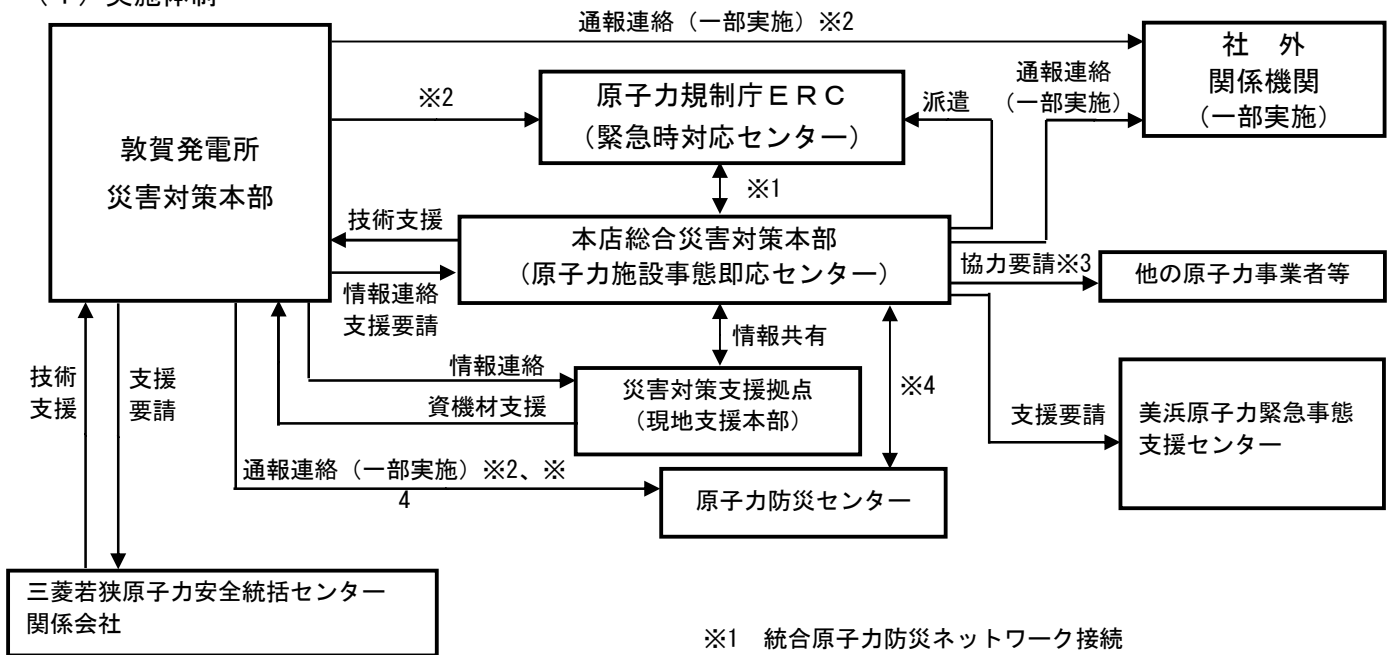 （4）実施体制
通報連絡（一部実施）※2
社　外
関係機関
（一部実施）
※2
原子力規制庁ＥＲＣ
（緊急時対応センター）
派遣
通報連絡
（一部実施）
敦賀発電所
災害対策本部
※1
技術支援
本店総合災害対策本部
（原子力施設事態即応センター）
協力要請※3
他の原子力事業者等
情報連絡
支援要請
情報共有
※4
技術
支援
支援
要請
情報連絡
資機材支援
災害対策支援拠点
（現地支援本部）
支援要請
美浜原子力緊急事態
支援センター
通報連絡（一部実施）※2、※
4
原子力防災センター
三菱若狭原子力安全統括センター
関係会社
※1　統合原子力防災ネットワーク接続